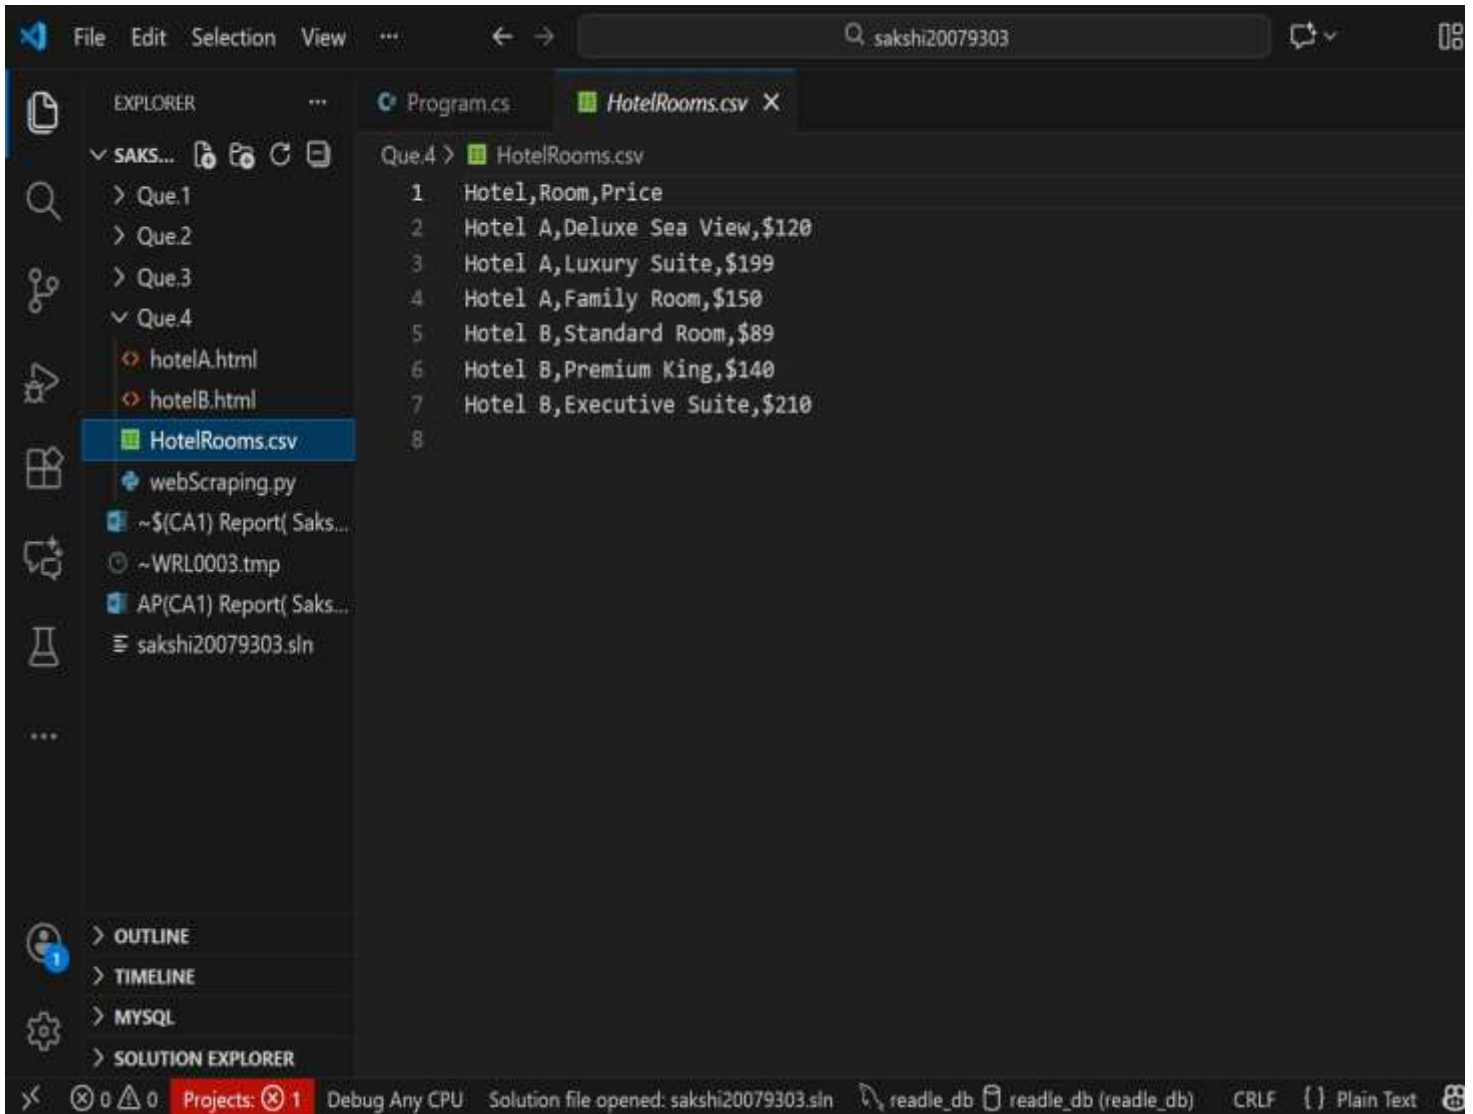 File Edit Selection View ... sakshi20079303
EXPLORER ...
Program.cs HotelRooms.csv
SAKS...
Que.4 > HotelRooms.csv
Que.1
Que.2
Que.3
Que.4
hotelA.html
hotelB.html
HotelRooms.csv
webScraping.py
~$(CA1) Report( Saks...
~WRL0003.tmp
AP(CA1) Report( Saks...
sakshi20079303.sln
1 Hotel,Room,Price
2 Hotel A,Deluxe Sea View,$120
3 Hotel A,Luxury Suite,$199
4 Hotel A,Family Room,$150
5 Hotel B,Standard Room,$89
6 Hotel B,Premium King,$140
7 Hotel B,Executive Suite,$210
8
1
OUTLINE
TIMELINE
MYSQL
SOLUTION EXPLORER
0 0 Projects: 1 Debug Any CPU Solution file opened: sakshi20079303.sln readle_db readle_db (readle_db) CRLF {} Plain Text